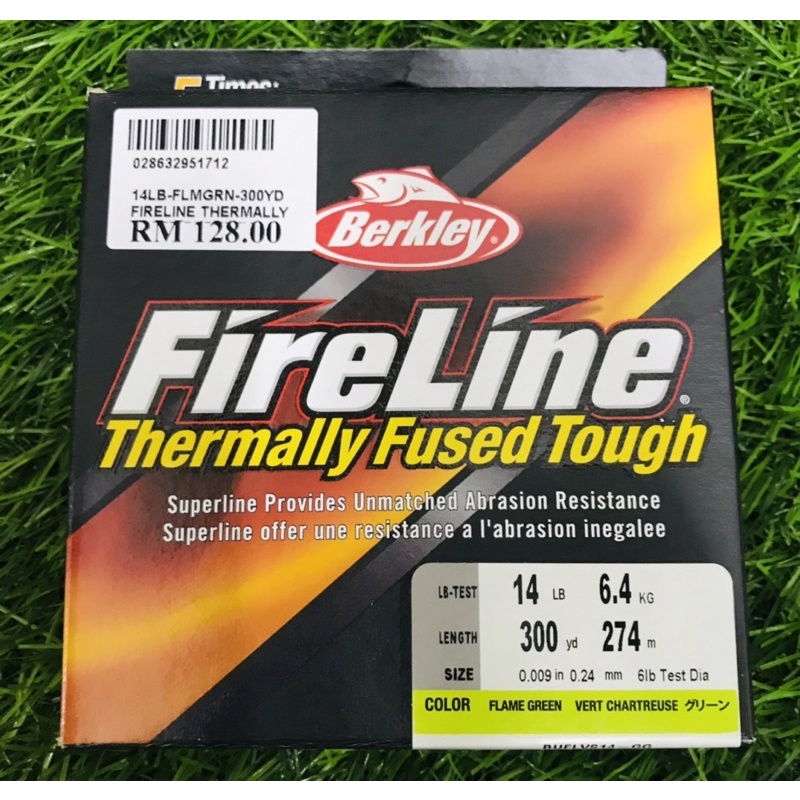 028632951712
14LB-FLMGRN-300YD
FIRELINE THERMALLY
RM 128.00
Berkley®
FireLine®
Thermally Fused Tough
Superline Provides Unmatched Abrasion Resistance
Superline offer une resistance a l'abrasion inegalee
LB-TEST 14 LB 6.4 KG
LENGTH 300 yd 274 m
SIZE 0.009 in 0.24 mm 6lb Test Dia
COLOR FLAME GREEN VERT CHARTREUSE グリーン